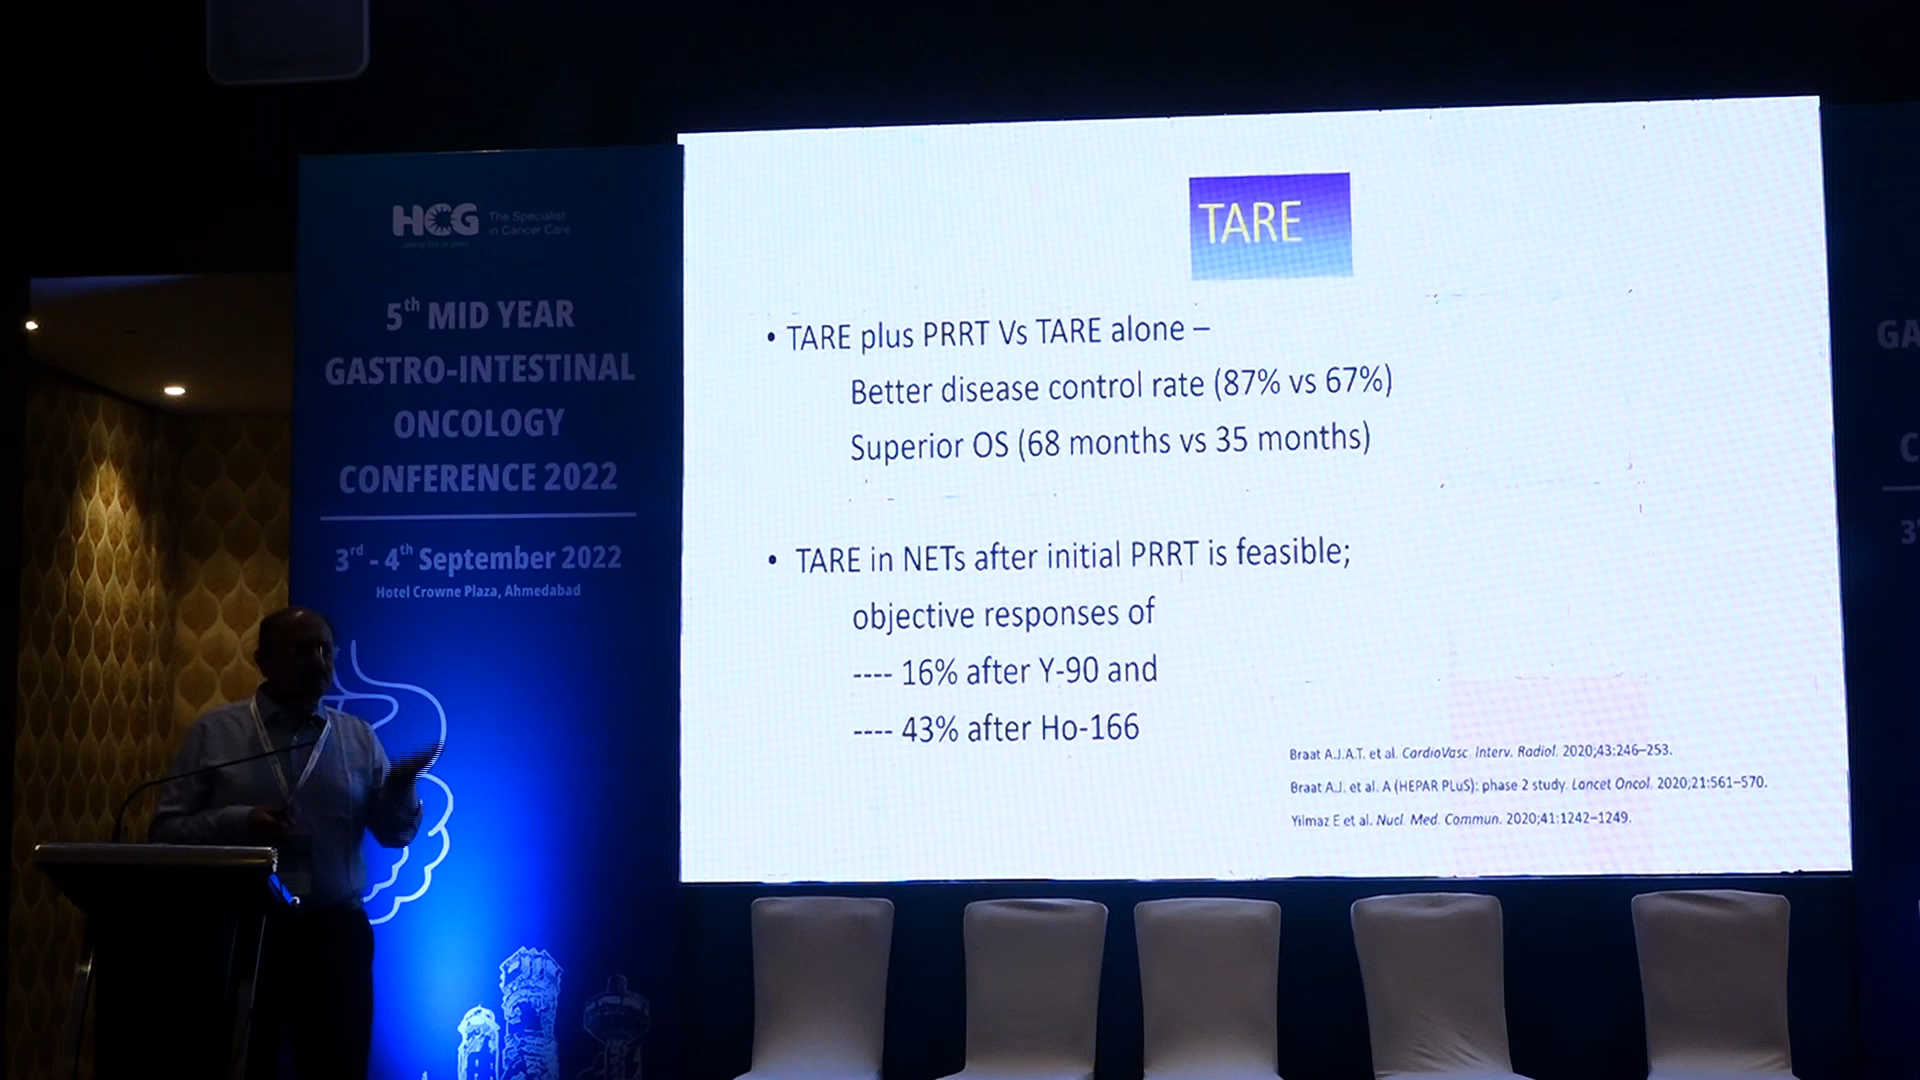 HCG
The Specialist
in Cancer Care
5th MID YEAR
GASTRO-INTESTINAL
ONCOLOGY
CONFERENCE 2022
3rd - 4th September 2022
Hotel Crowne Plaza, Ahmedabad
TARE
• TARE plus PRRT Vs TARE alone –
Better disease control rate (87% vs 67%)
Superior OS (68 months vs 35 months)
• TARE in NETs after initial PRRT is feasible;
objective responses of
---- 16% after Y-90 and
---- 43% after Ho-166
Braat A.J.A.T. et al. CardioVasc. Interv. Radiol. 2020;43:246–253.
Braat A.J. et al. A (HEPAR PLuS): phase 2 study. Lancet Oncol. 2020;21:561–570.
Yilmaz E et al. Nucl. Med. Commun. 2020;41:1242–1249.
GA
C
3